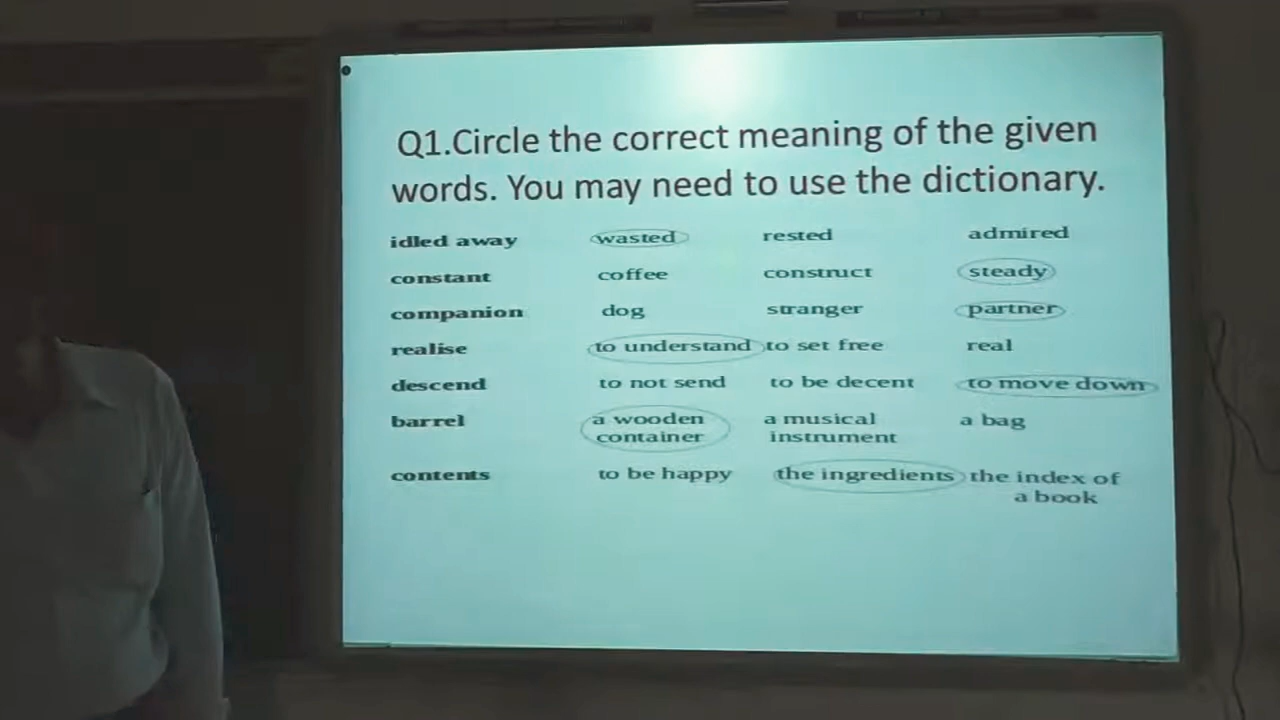 Q1.Circle the correct meaning of the given
words. You may need to use the dictionary.
idled away wasted rested admired
constant coffee construct steady
companion dog stranger partner
realise to understand to set free real
descend to not send to be decent to move down
barrel a wooden a musical a bag
container instrument
contents to be happy the ingredients the index of
a book